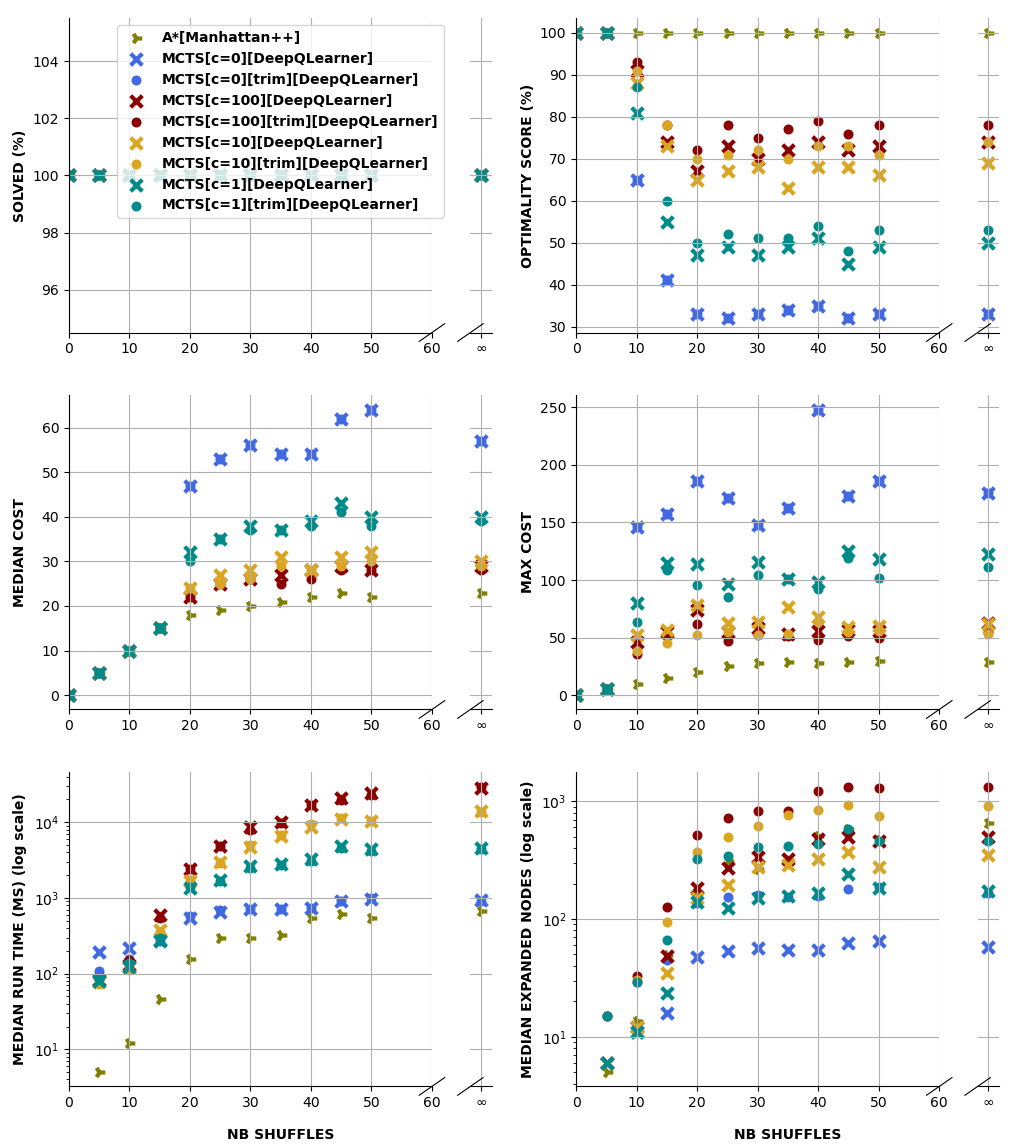 104
102
100
98
96
SOLVED (%)
A*[Manhattan++]
MCTS[c=0][DeepQLearner]
MCTS[c=0][trim][DeepQLearner]
MCTS[c=100][DeepQLearner]
MCTS[c=100][trim][DeepQLearner]
MCTS[c=10][DeepQLearner]
MCTS[c=10][trim][DeepQLearner]
MCTS[c=1][DeepQLearner]
MCTS[c=1][trim][DeepQLearner]
0 10 20 30 40 50 60 ∞
100
90
80
70
60
50
40
30
OPTIMALITY SCORE (%)
0 10 20 30 40 50 60 ∞
60
50
40
30
20
10
0
MEDIAN COST
0 10 20 30 40 50 60 ∞
250
200
150
100
50
0
MAX COST
0 10 20 30 40 50 60 ∞
10⁴
10³
10²
10¹
MEDIAN RUN TIME (MS) (log scale)
0 10 20 30 40 50 60 ∞
NB SHUFFLES
10³
10²
10¹
MEDIAN EXPANDED NODES (log scale)
0 10 20 30 40 50 60 ∞
NB SHUFFLES